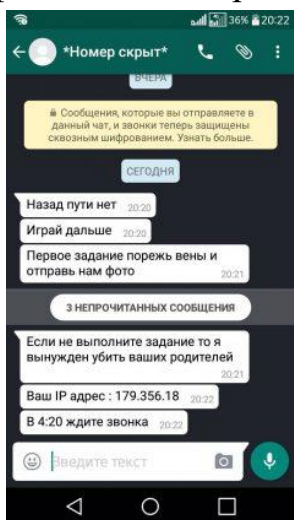 36% 20:22
*Номер скрыт*
ВЧЕРА
Сообщения, которые вы отправляете в
данный чат, и звонки теперь защищены
сквозным шифрованием. Узнать больше.
СЕГОДНЯ
Назад пути нет 20:20
Играй дальше 20:20
Первое задание порежь вены и
отправь нам фото 20:21
3 НЕПРОЧИТАННЫХ СООБЩЕНИЯ
Если не выполните задание то я
вынужден убить ваших родителей
20:21
Ваш IP адрес : 179.356.18 20:22
В 4:20 ждите звонка 20:22
Введите текст